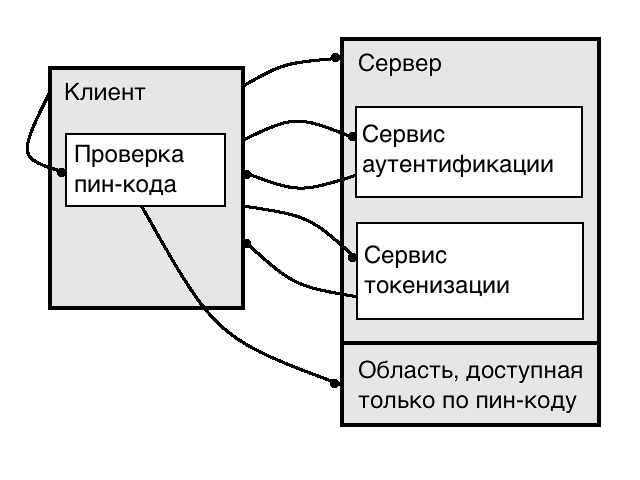 Клиент
Проверка
пин-кода
Сервер
Сервис
аутентификации
Сервис
токенизации
Область, доступная
только по пин-коду